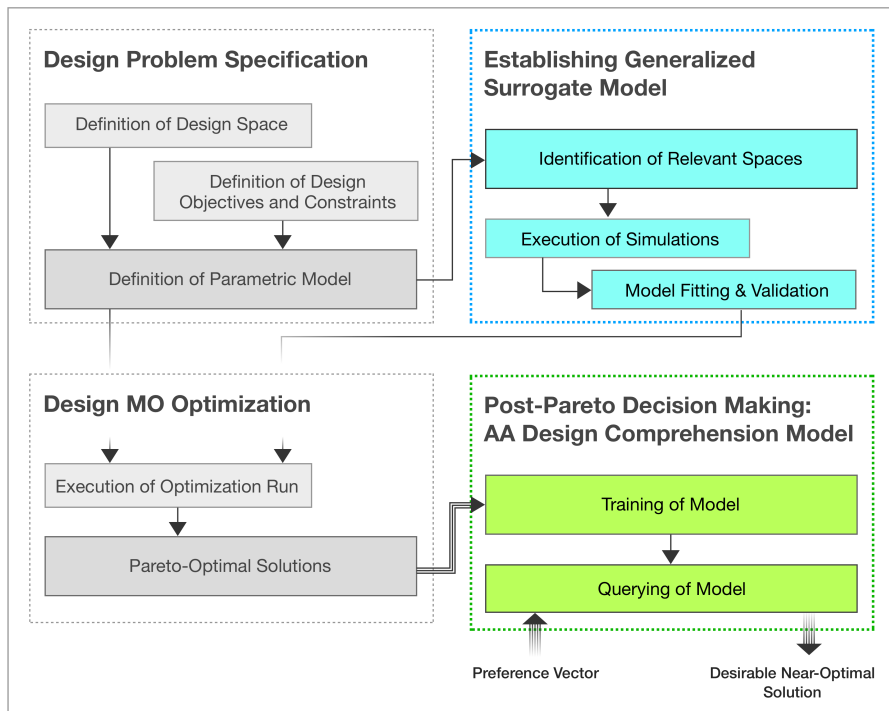 Design Problem Specification
Definition of Design Space
Definition of Design
Objectives and Constraints
Definition of Parametric Model
Establishing Generalized
Surrogate Model
Identification of Relevant Spaces
Execution of Simulations
Model Fitting & Validation
Design MO Optimization
Execution of Optimization Run
Pareto-Optimal Solutions
Post-Pareto Decision Making:
AA Design Comprehension Model
Training of Model
Querying of Model
Preference Vector
Desirable Near-Optimal
Solution